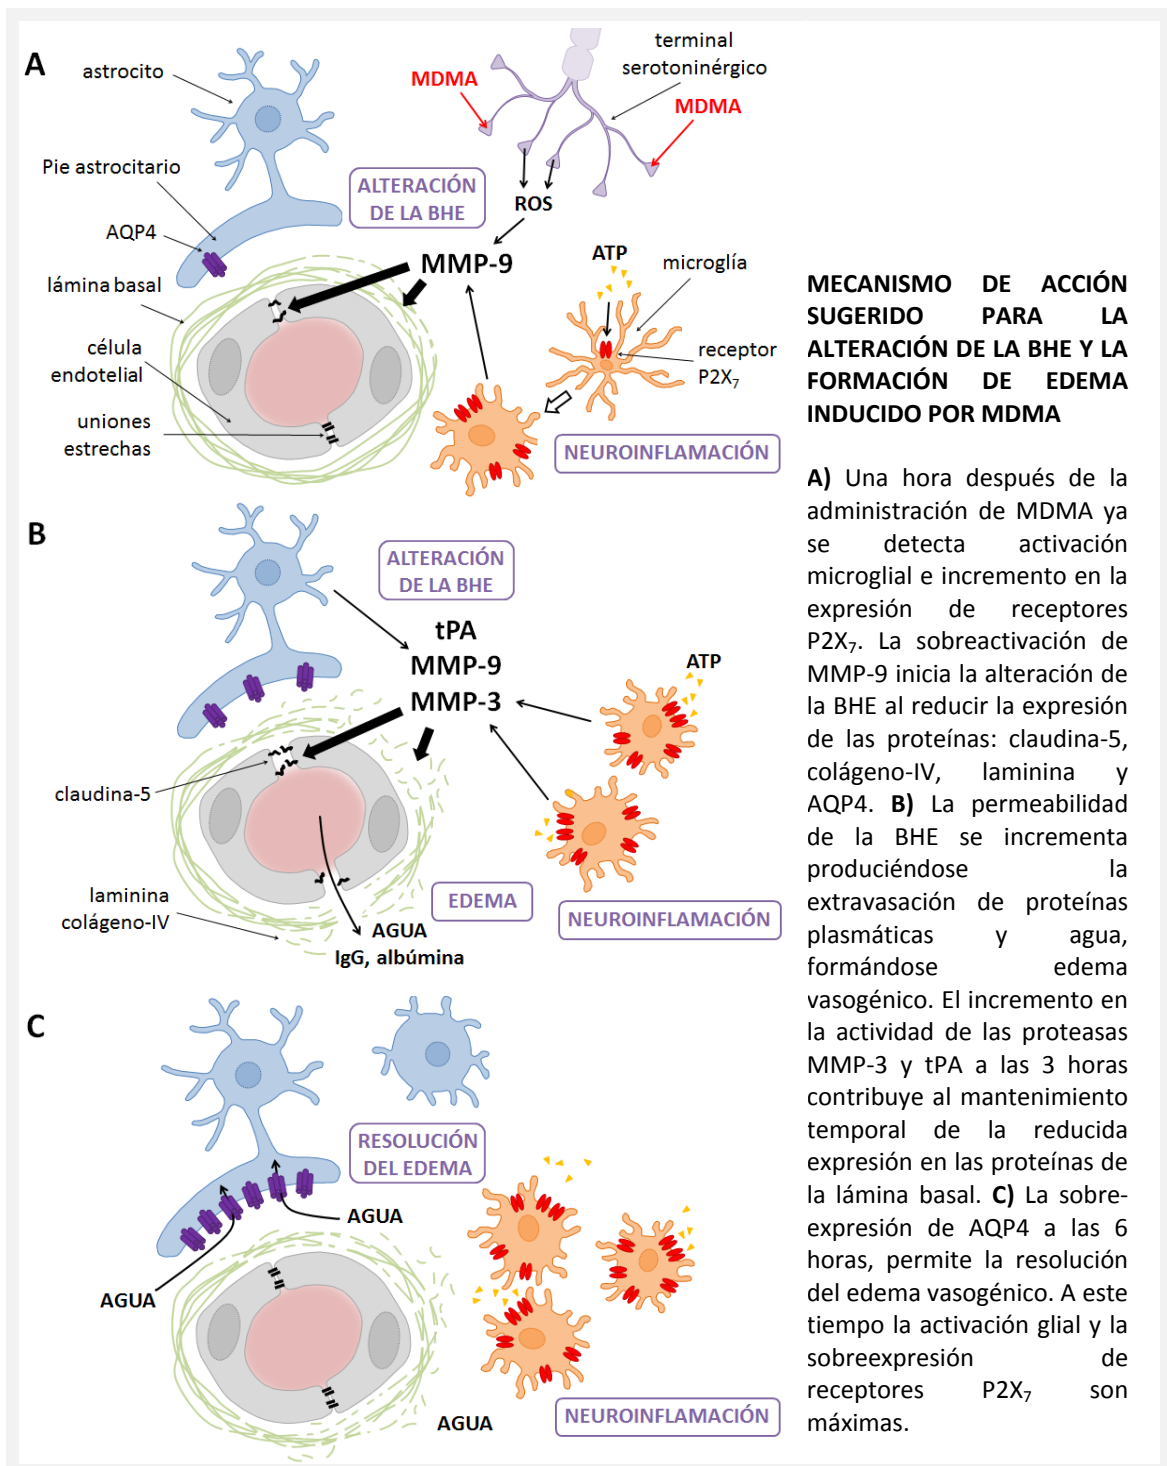 A
astrocito
terminal
serotoninérgico
MDMA
MDMA
Pie astrocitario
ALTERACIÓN
DE LA BHE
ROS
AQP4
ATP
MMP-9
microglía
lámina basal
célula
endotelial
receptor
P2X7
uniones
estrechas
NEUROINFLAMACIÓN
B
ALTERACIÓN
DE LA BHE
tPA
MMP-9
MMP-3
ATP
claudina-5
laminina
colágeno-IV
EDEMA
NEUROINFLAMACIÓN
AGUA
IgG, albúmina
C
RESOLUCIÓN
DEL EDEMA
AGUA
AGUA
AGUA
NEUROINFLAMACIÓN
MECANISMO DE ACCIÓN
SUGERIDO PARA LA
ALTERACIÓN DE LA BHE Y LA
FORMACIÓN DE EDEMA
INDUCIDO POR MDMA
A) Una hora después de la
administración de MDMA ya
se detecta activación
microglial e incremento en la
expresión de receptores
P2X7. La sobreactivación de
MMP-9 inicia la alteración de
la BHE al reducir la expresión
de las proteínas: claudina-5,
colágeno-IV, laminina y
AQP4. B) La permeabilidad
de la BHE se incrementa
produciéndose la
extravasación de proteínas
plasmáticas y agua,
formándose edema
vasogénico. El incremento en
la actividad de las proteasas
MMP-3 y tPA a las 3 horas
contribuye al mantenimiento
temporal de la reducida
expresión en las proteínas de
la lámina basal. C) La sobre-
expresión de AQP4 a las 6
horas, permite la resolución
del edema vasogénico. A este
tiempo la activación glial y la
sobreexpresión de
receptores P2X7 son
máximas.